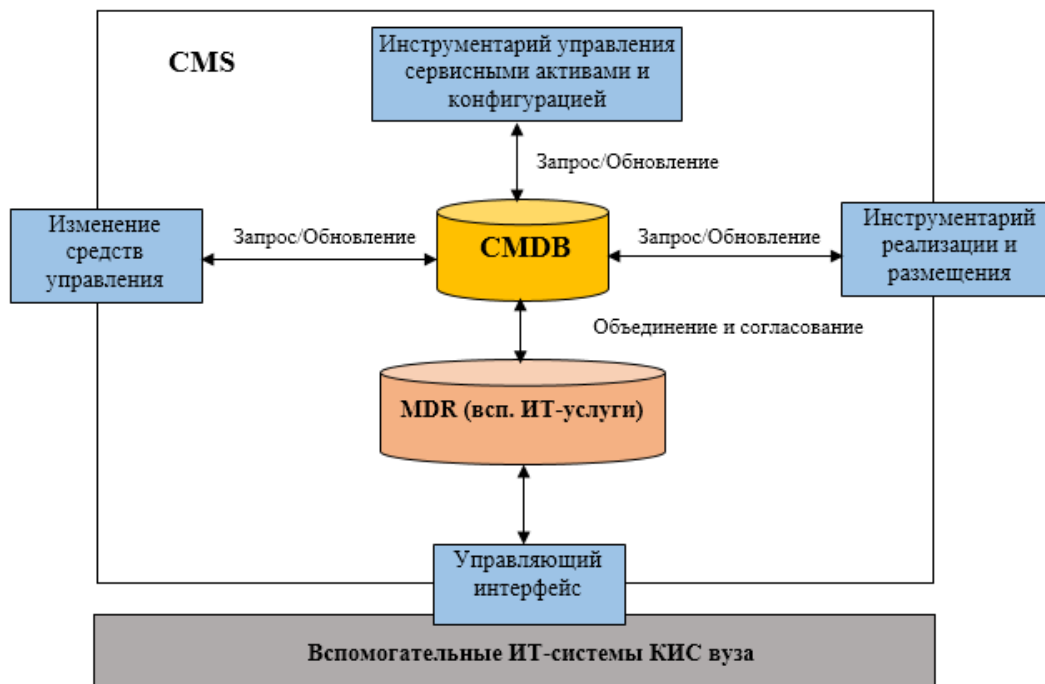 CMS
Инструментарий управления
сервисными активами и
конфигурацией
Запрос/Обновление
Изменение
средств
управления
Запрос/Обновление
CMDB
Запрос/Обновление
Инструментарий
реализации и
размещения
Объединение и согласование
MDR (всп. ИТ-услуги)
Управляющий
интерфейс
Вспомогательные ИТ-системы КИС вуза